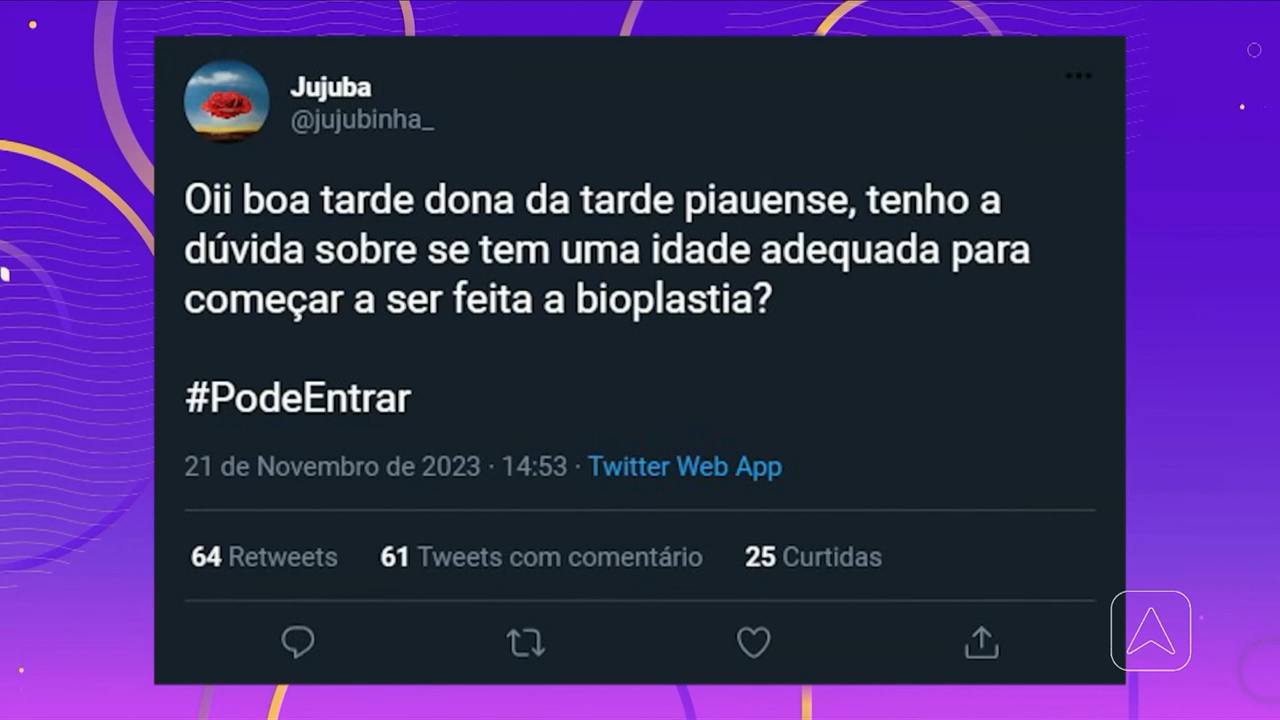 Jujuba
@jujubinha_
Oii boa tarde dona da tarde piauense, tenho a
dúvida sobre se tem uma idade adequada para
começar a ser feita a bioplastia?
#PodeEntrar
21 de Novembro de 2023 · 14:53 · Twitter Web App
64 Retweets 61 Tweets com comentário 25 Curtidas